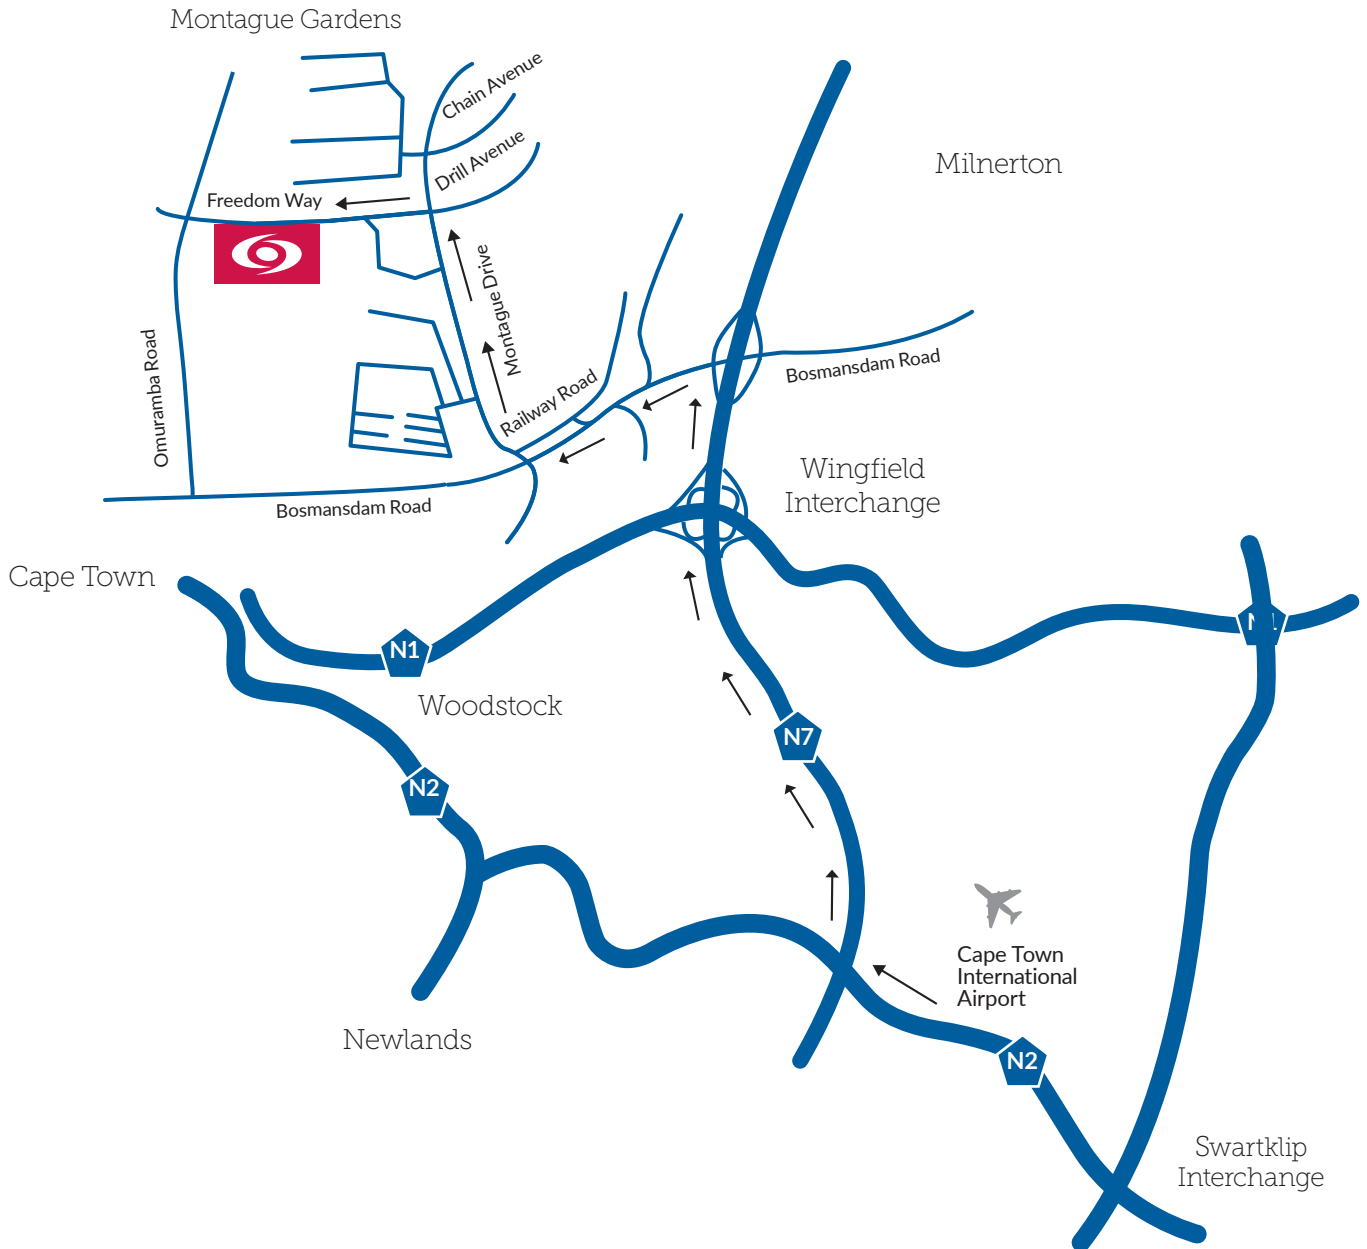 Montague Gardens
Chain Avenue
Drill Avenue
Milnerton
Freedom Way
Montague Drive
Omuramba Road
Railway Road
Bosmansdam Road
Wingfield
Interchange
Bosmansdam Road
Cape Town
N1
N1
Woodstock
N7
N2
Cape Town
International
Airport
Newlands
N2
Swartklip
Interchange